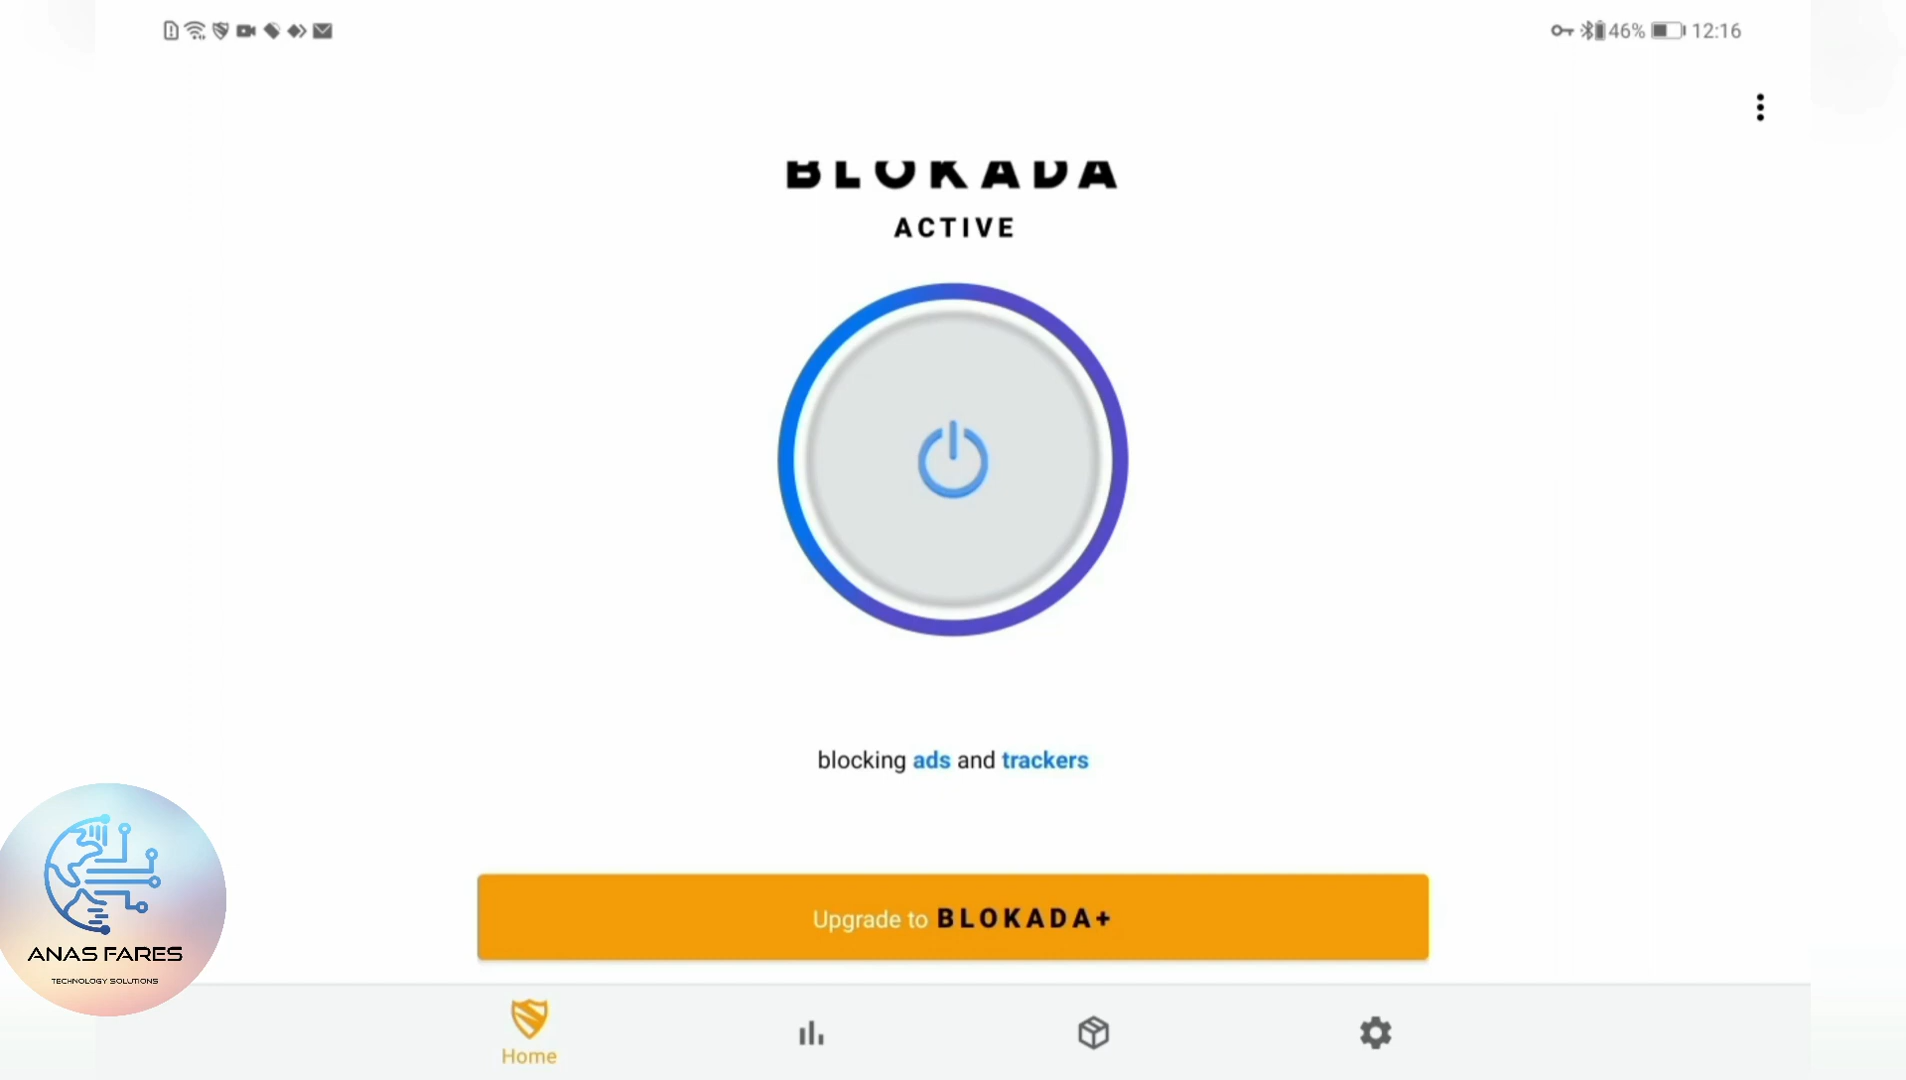 46% 12:16
BLOKADA
ACTIVE
blocking ads and trackers
Upgrade to BLOKADA+
ANAS FARES
TECHNOLOGY SOLUTIONS
Home